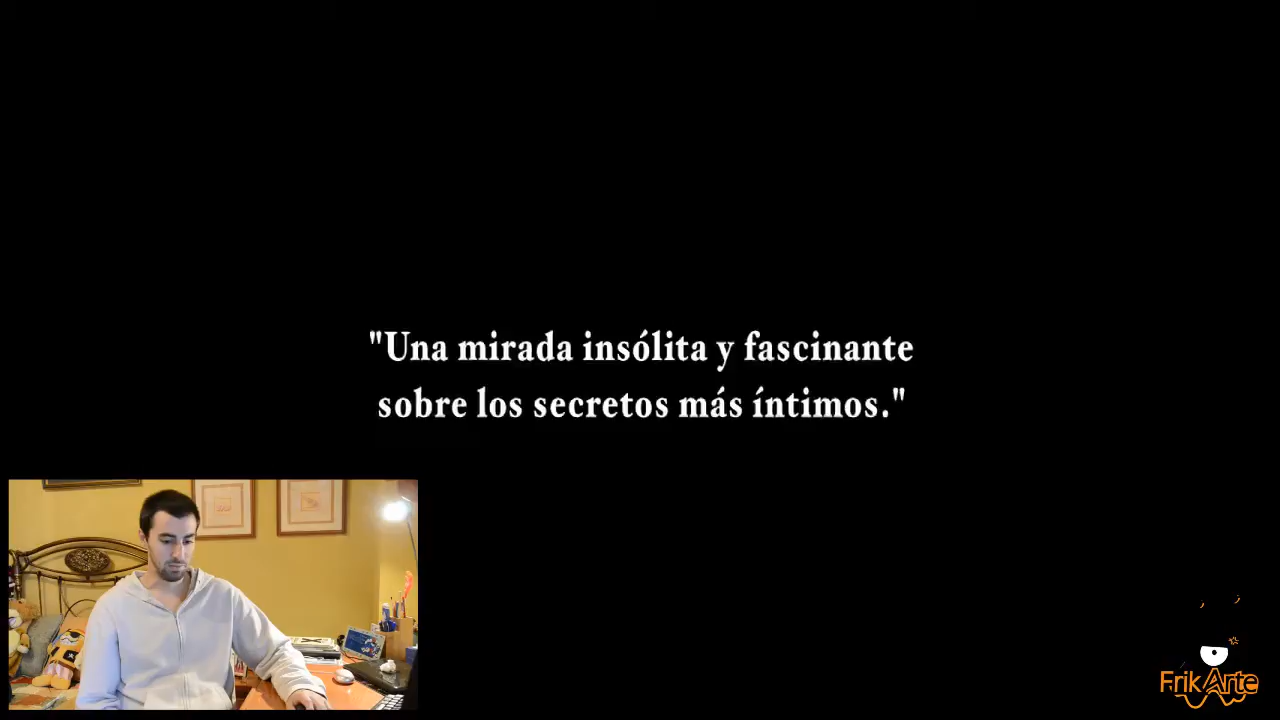 "Una mirada insólita y fascinante
sobre los secretos más íntimos."
FrikArte